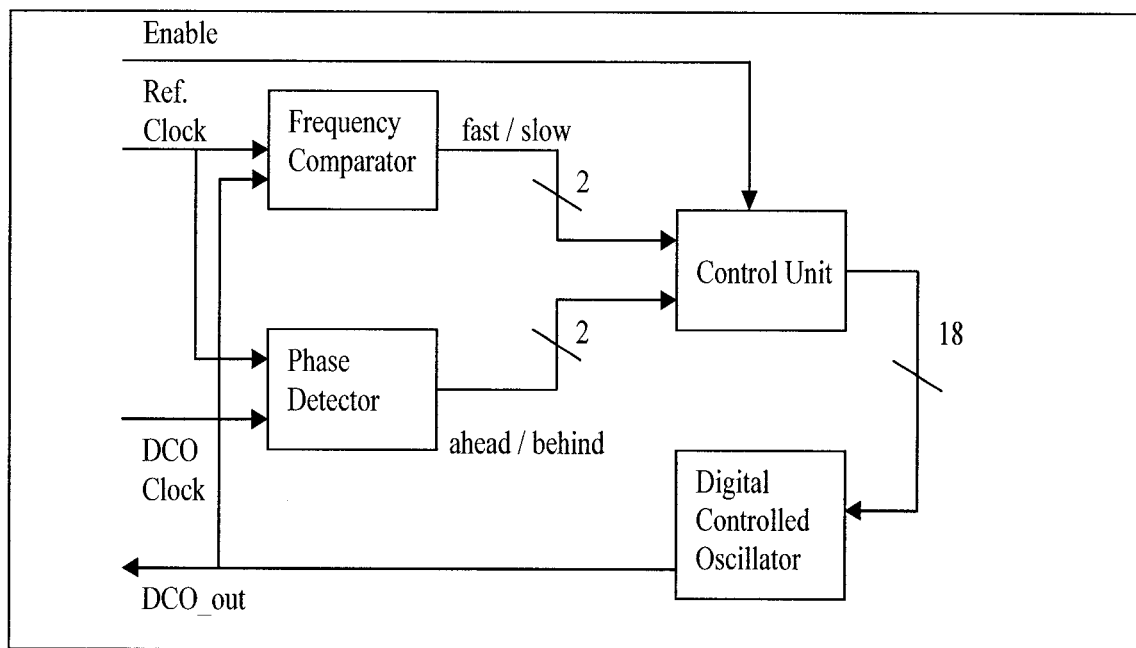 Enable
Ref.
Clock
Frequency
Comparator
fast / slow
2
Control Unit
2
18
Phase
Detector
ahead / behind
DCO
Clock
Digital
Controlled
Oscillator
DCO_out